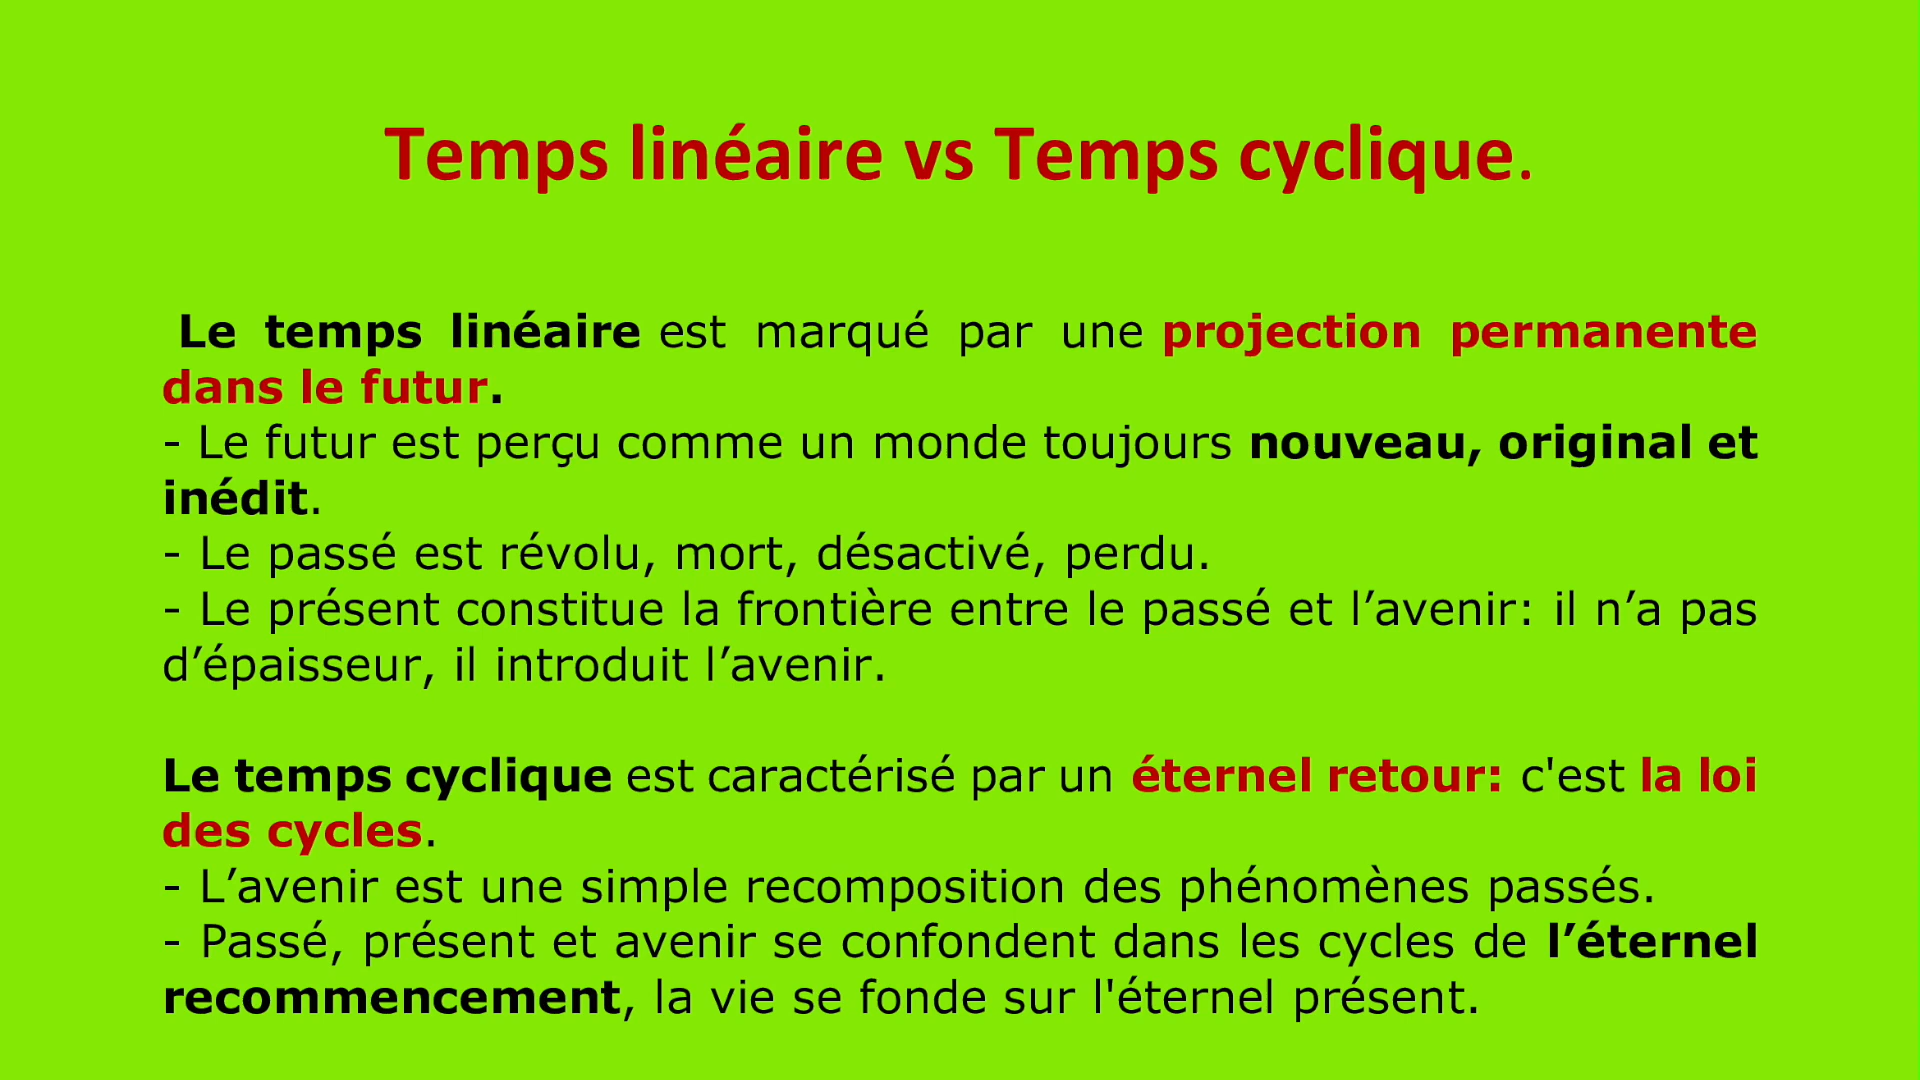 Temps linéaire vs Temps cyclique.
Le temps linéaire est marqué par une projection permanente
dans le futur.
- Le futur est perçu comme un monde toujours nouveau, original et
inédit.
- Le passé est révolu, mort, désactivé, perdu.
- Le présent constitue la frontière entre le passé et l’avenir: il n’a pas
d’épaisseur, il introduit l’avenir.
Le temps cyclique est caractérisé par un éternel retour: c'est la loi
des cycles.
- L’avenir est une simple recomposition des phénomènes passés.
- Passé, présent et avenir se confondent dans les cycles de l’éternel
recommencement, la vie se fonde sur l'éternel présent.